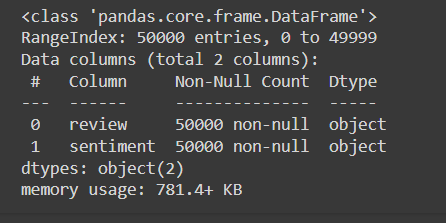 <class 'pandas.core.frame.DataFrame'>
RangeIndex: 50000 entries, 0 to 49999
Data columns (total 2 columns):
 #   Column     Non-Null Count  Dtype
---  ------     --------------  -----
 0   review     50000 non-null  object
 1   sentiment  50000 non-null  object
dtypes: object(2)
memory usage: 781.4+ KB